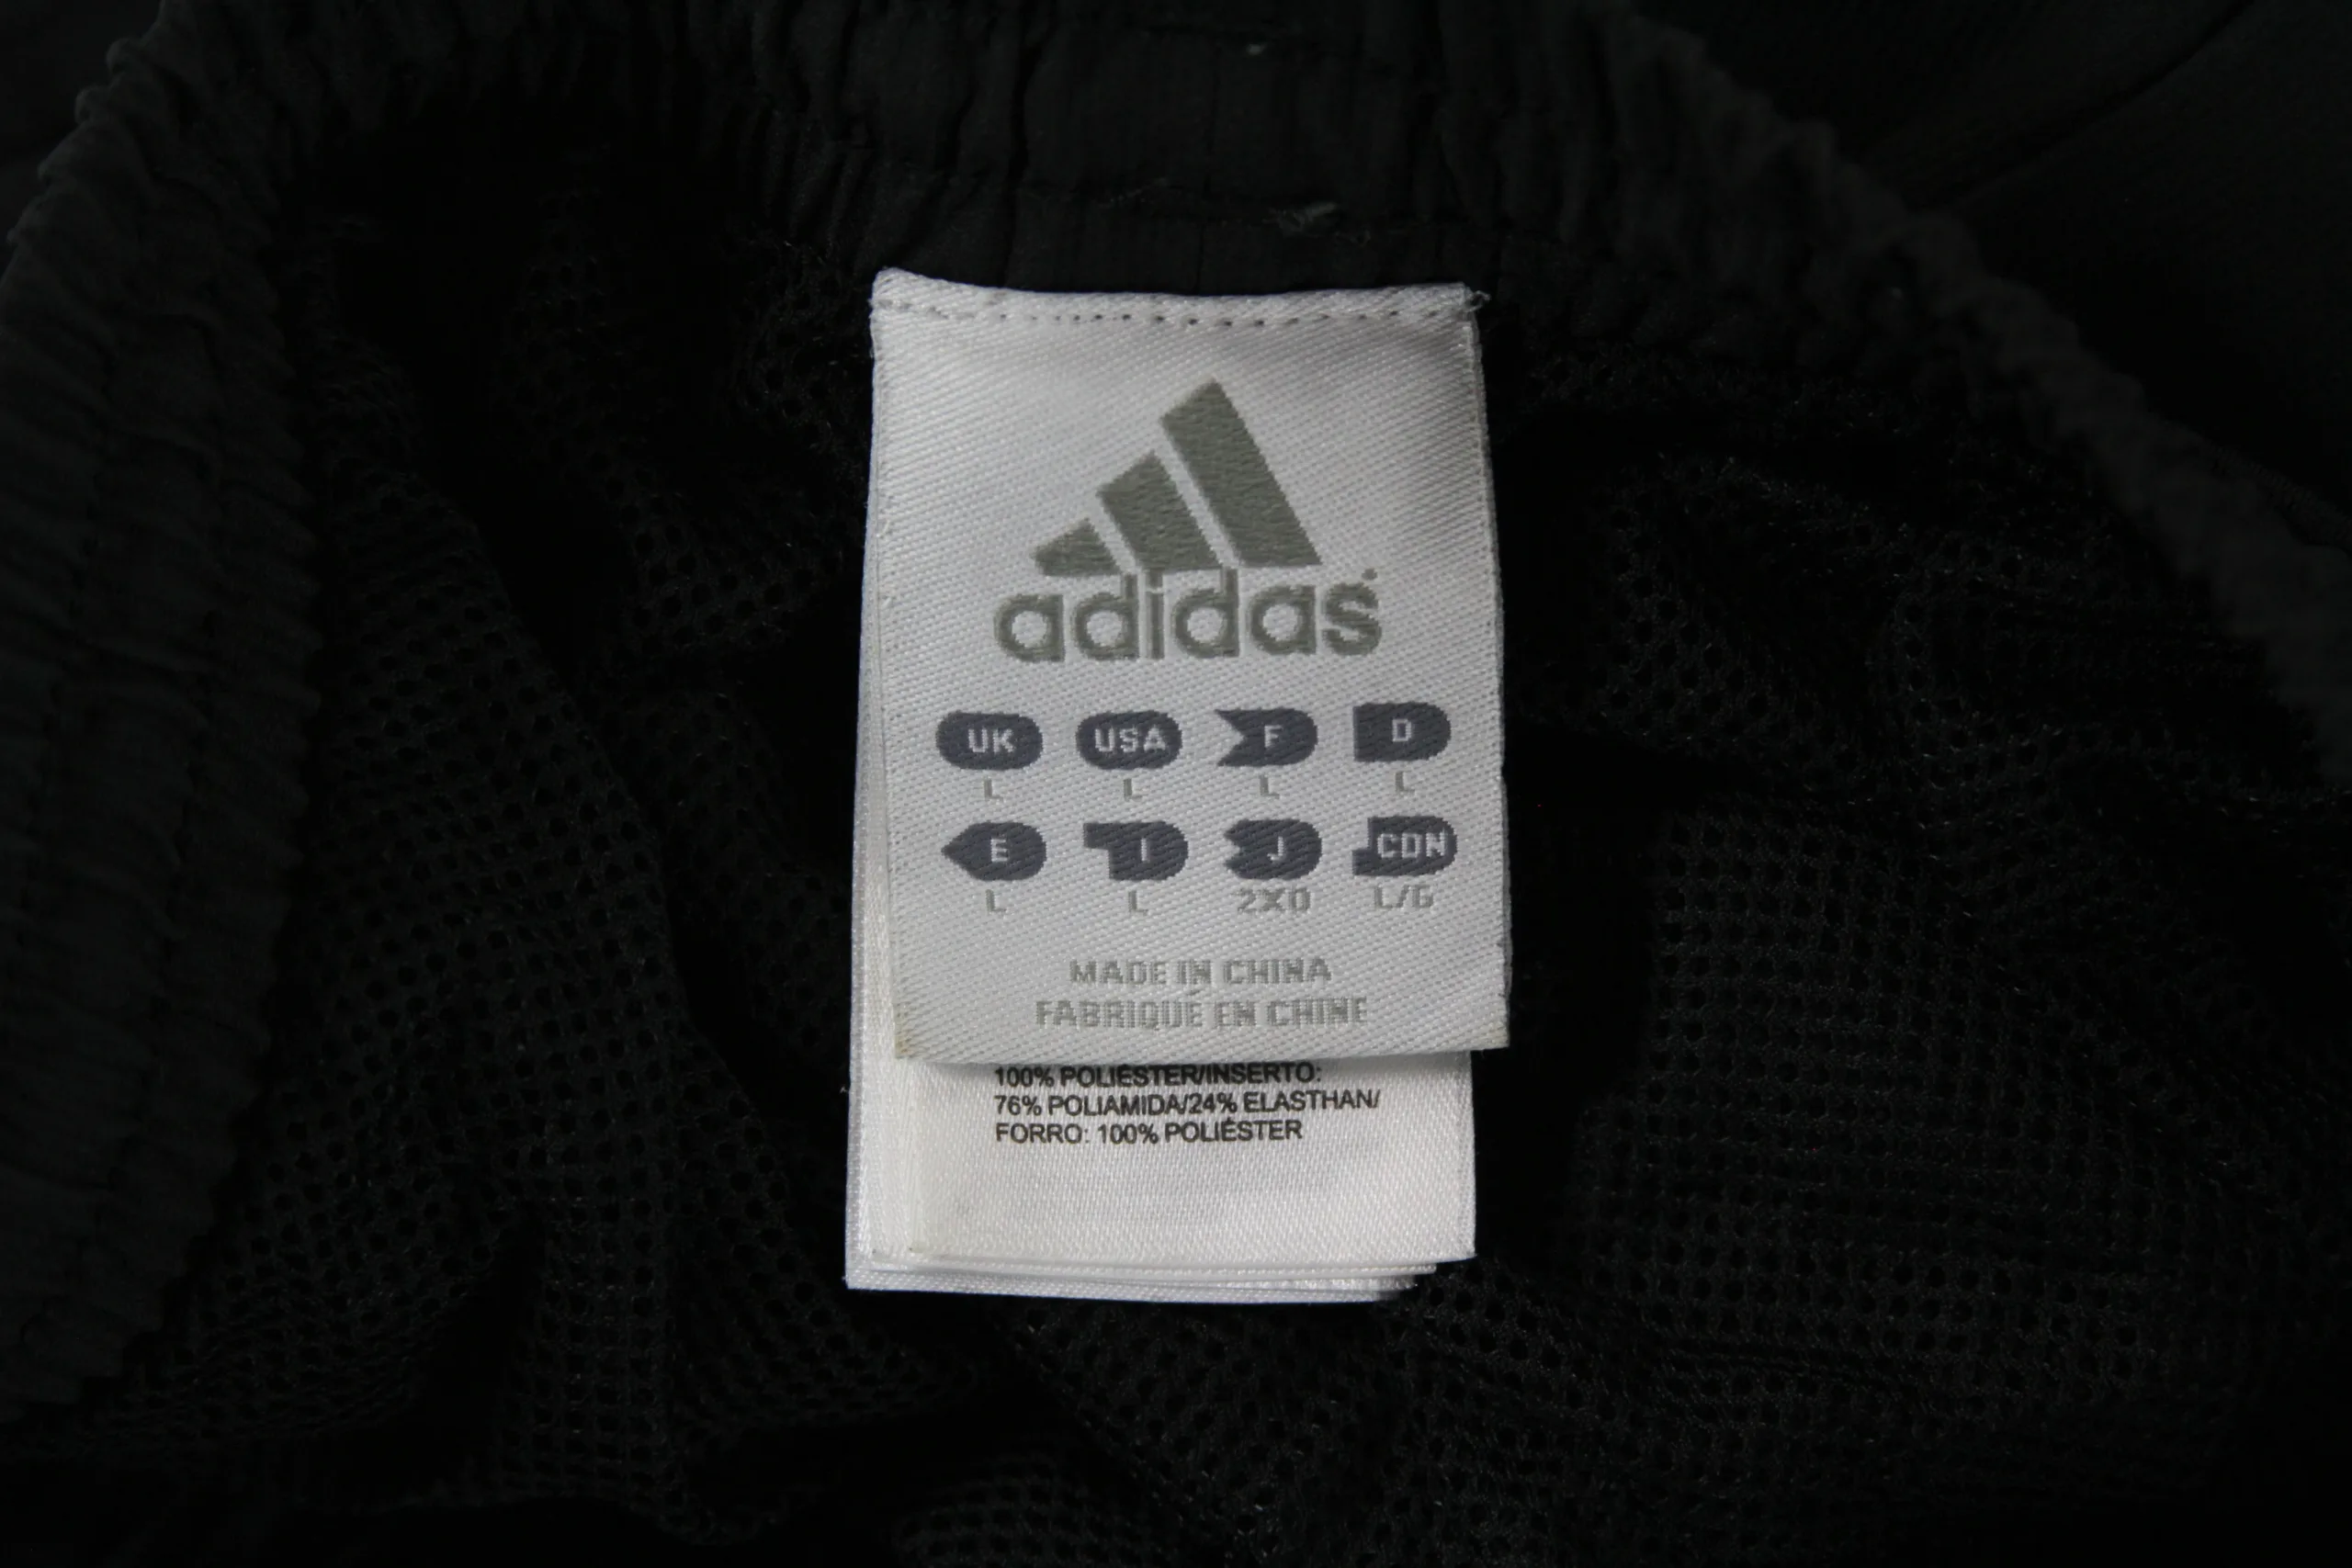 adidas
UK USA F D
L L L L
E I J CDN
L L 2XO L/G
MADE IN CHINA
FABRIQUÉ EN CHINE
100% POLIÉSTER/INSERTO:
76% POLIAMIDA/24% ELASTHAN/
FORRO: 100% POLIÉSTER